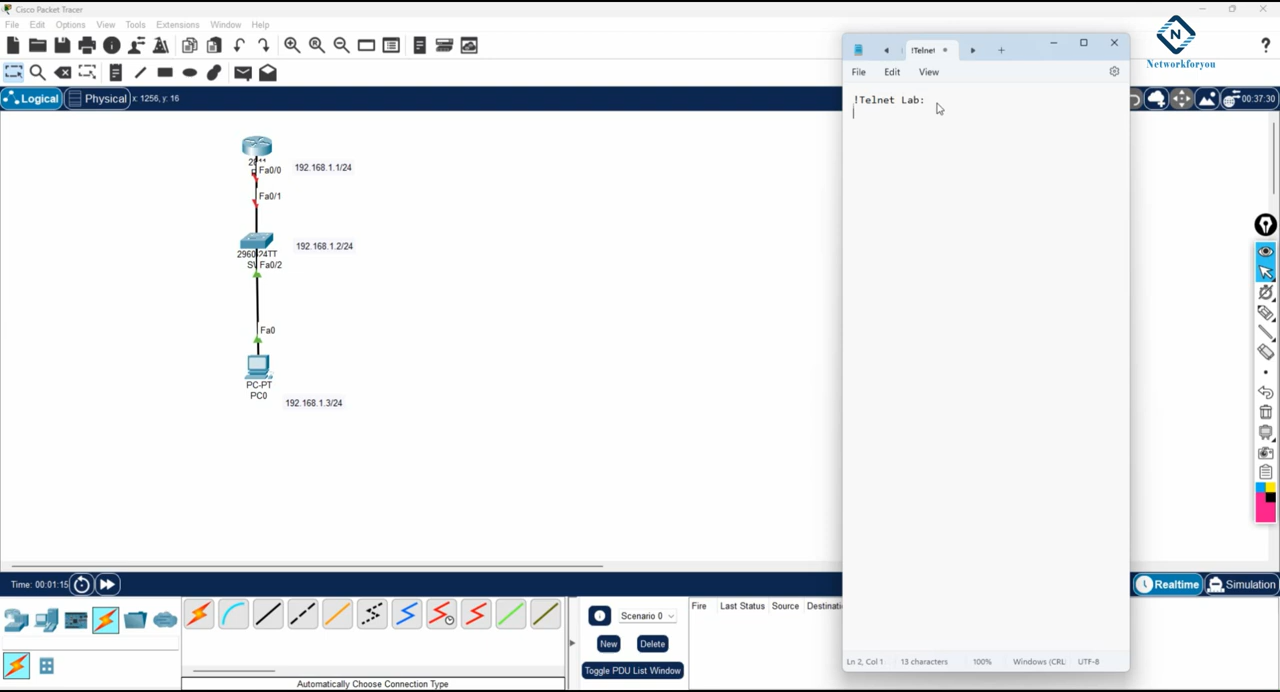 Cisco Packet Tracer
File Edit Options View Tools Extensions Window Help
Logical
Physical
x: 1256, y: 16
00:37:30
Networkforyou
N
?
Fa0/0
192.168.1.1/24
Fa0/1
192.168.1.2/24
Fa0/2
Fa0
PC-PT
PC0
192.168.1.3/24
!Telnet
File Edit View
!Telnet Lab:
Ln 2, Col 1
13 characters
100%
Windows (CRL
UTF-8
Time: 00:01:15
Realtime
Simulation
Scenario 0
New
Delete
Toggle PDU List Window
Fire Last Status Source Destinati
Automatically Choose Connection Type